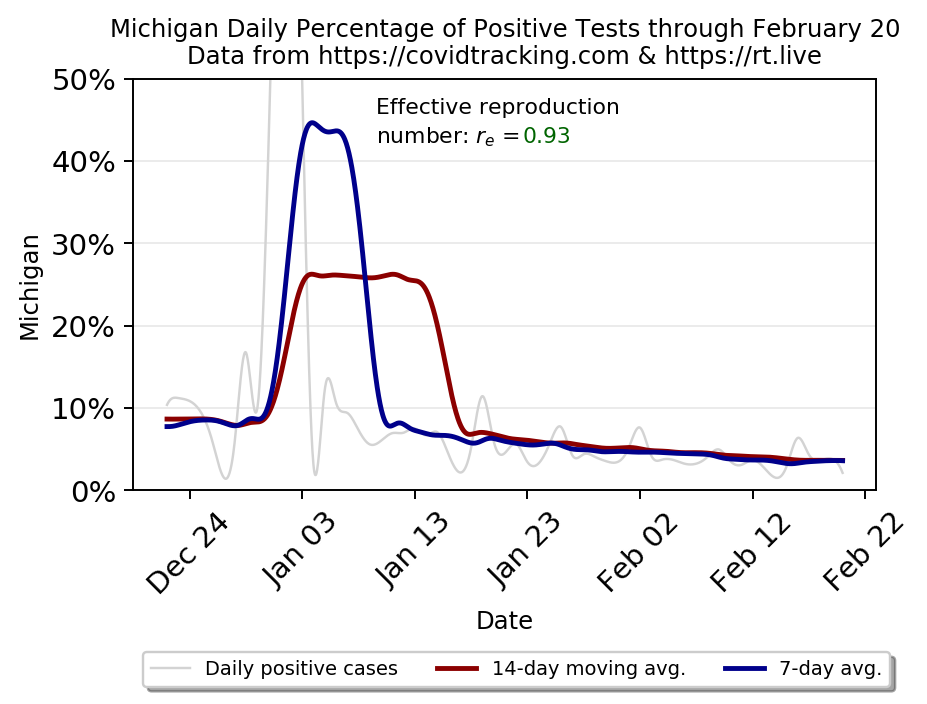 Michigan Daily Percentage of Positive Tests through February 20
Data from https://covidtracking.com & https://rt.live
Effective reproduction
number: rₑ =0.93
Michigan
50%
40%
30%
20%
10%
0%
Dec 24
Jan 03
Jan 13
Jan 23
Feb 02
Feb 12
Feb 22
Date
Daily positive cases
14-day moving avg.
7-day avg.